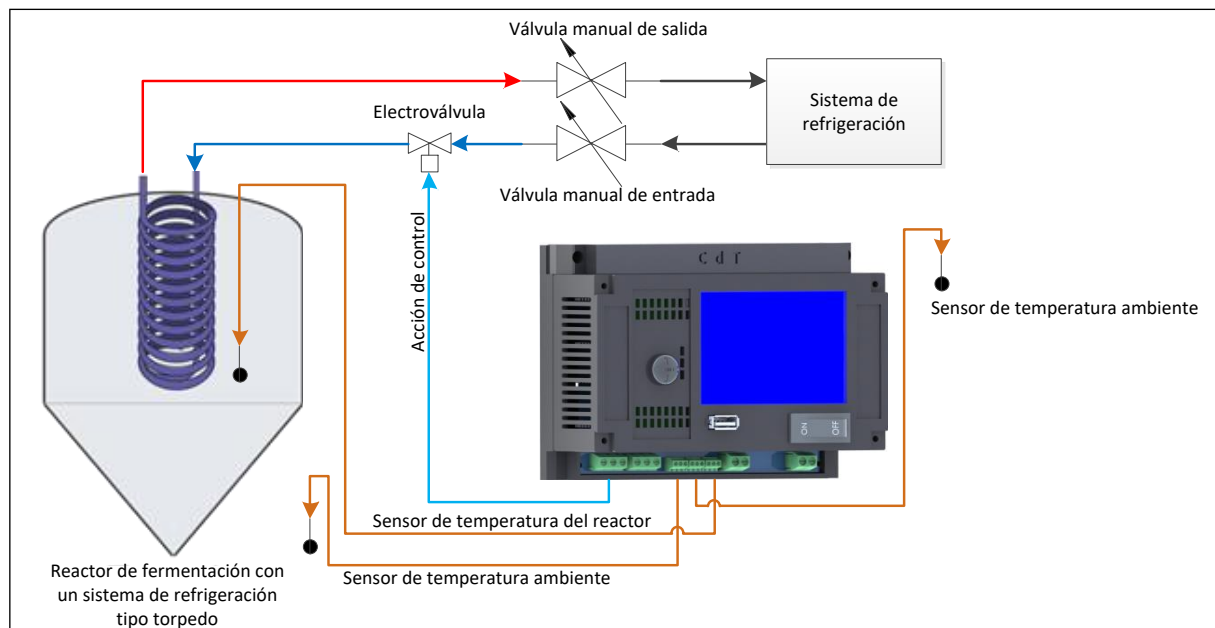 Válvula manual de salida
Electroválvula
Sistema de
refrigeración
Válvula manual de entrada
Acción de control
cdr
Sensor de temperatura ambiente
ON
OFF
Sensor de temperatura del reactor
Sensor de temperatura ambiente
Reactor de fermentación con
un sistema de refrigeración
tipo torpedo